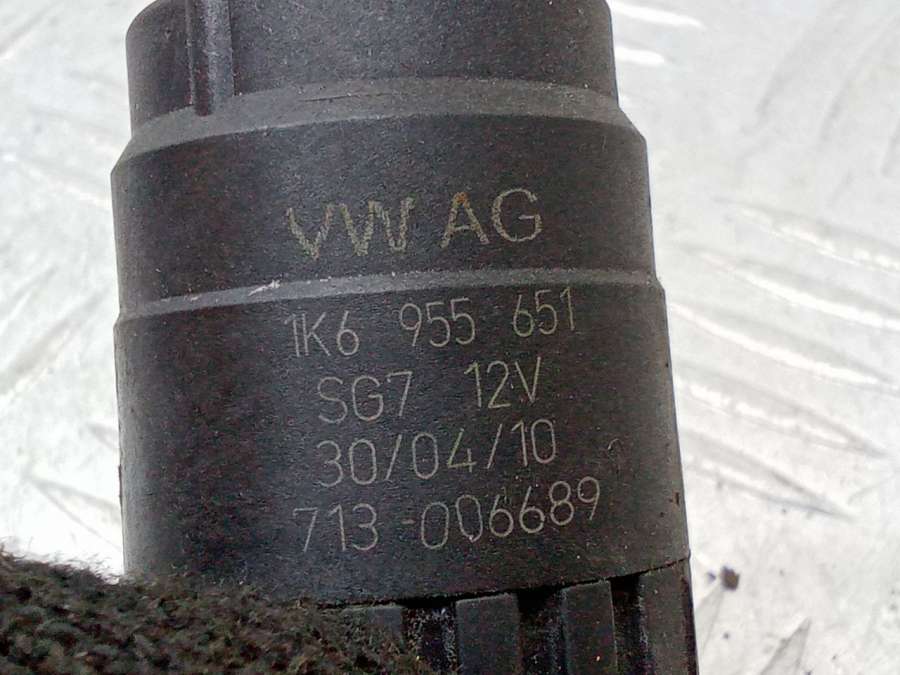 VW AG
1K6 955 651
SG7 12V
30/04/10
713-006689